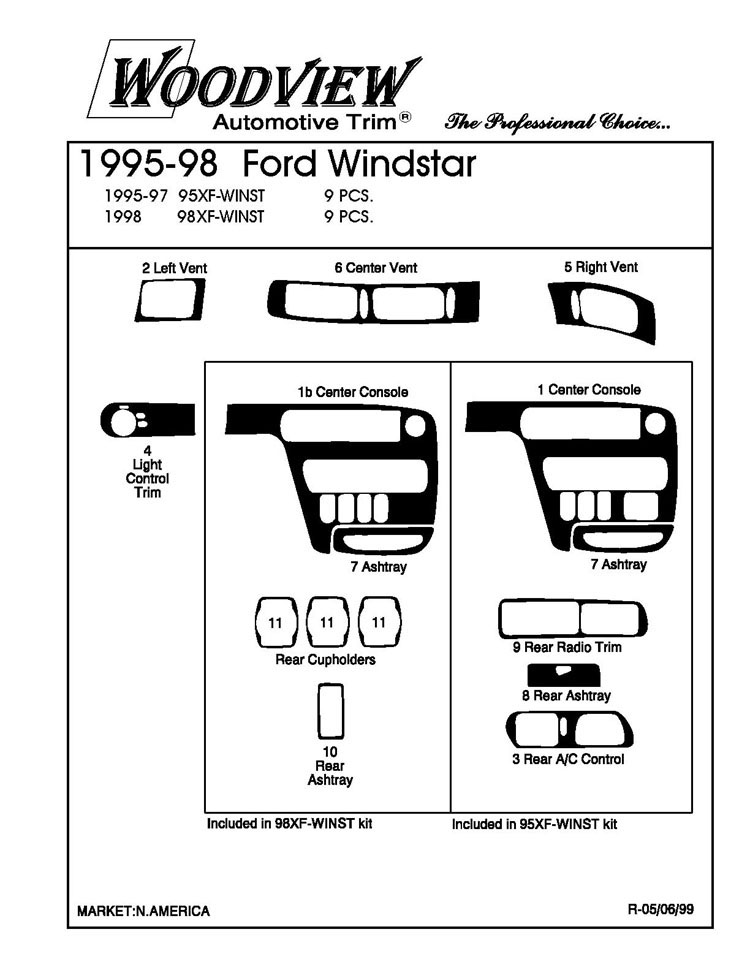 WOODVIEW
Automotive Trim®
The Professional Choice...
1995-98 Ford Windstar
1995-97 95XF-WINST 9 PCS.
1998 98XF-WINST 9 PCS.
2 Left Vent
6 Center Vent
5 Right Vent
1b Center Console
1 Center Console
4
Light
Control
Trim
7 Ashtray
7 Ashtray
11
11
11
Rear Cupholders
9 Rear Radio Trim
8 Rear Ashtray
10
Rear
Ashtray
3 Rear A/C Control
Included in 98XF-WINST kit
Included in 95XF-WINST kit
MARKET:N.AMERICA
R-05/06/99